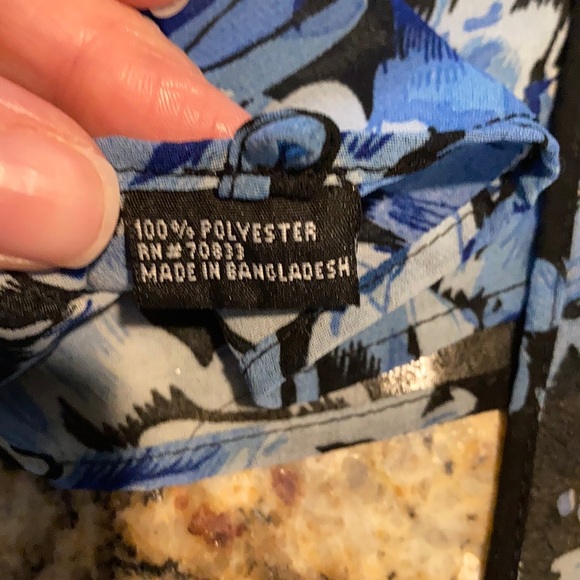 100% POLYESTER
RN# 70833
MADE IN BANGLADESH